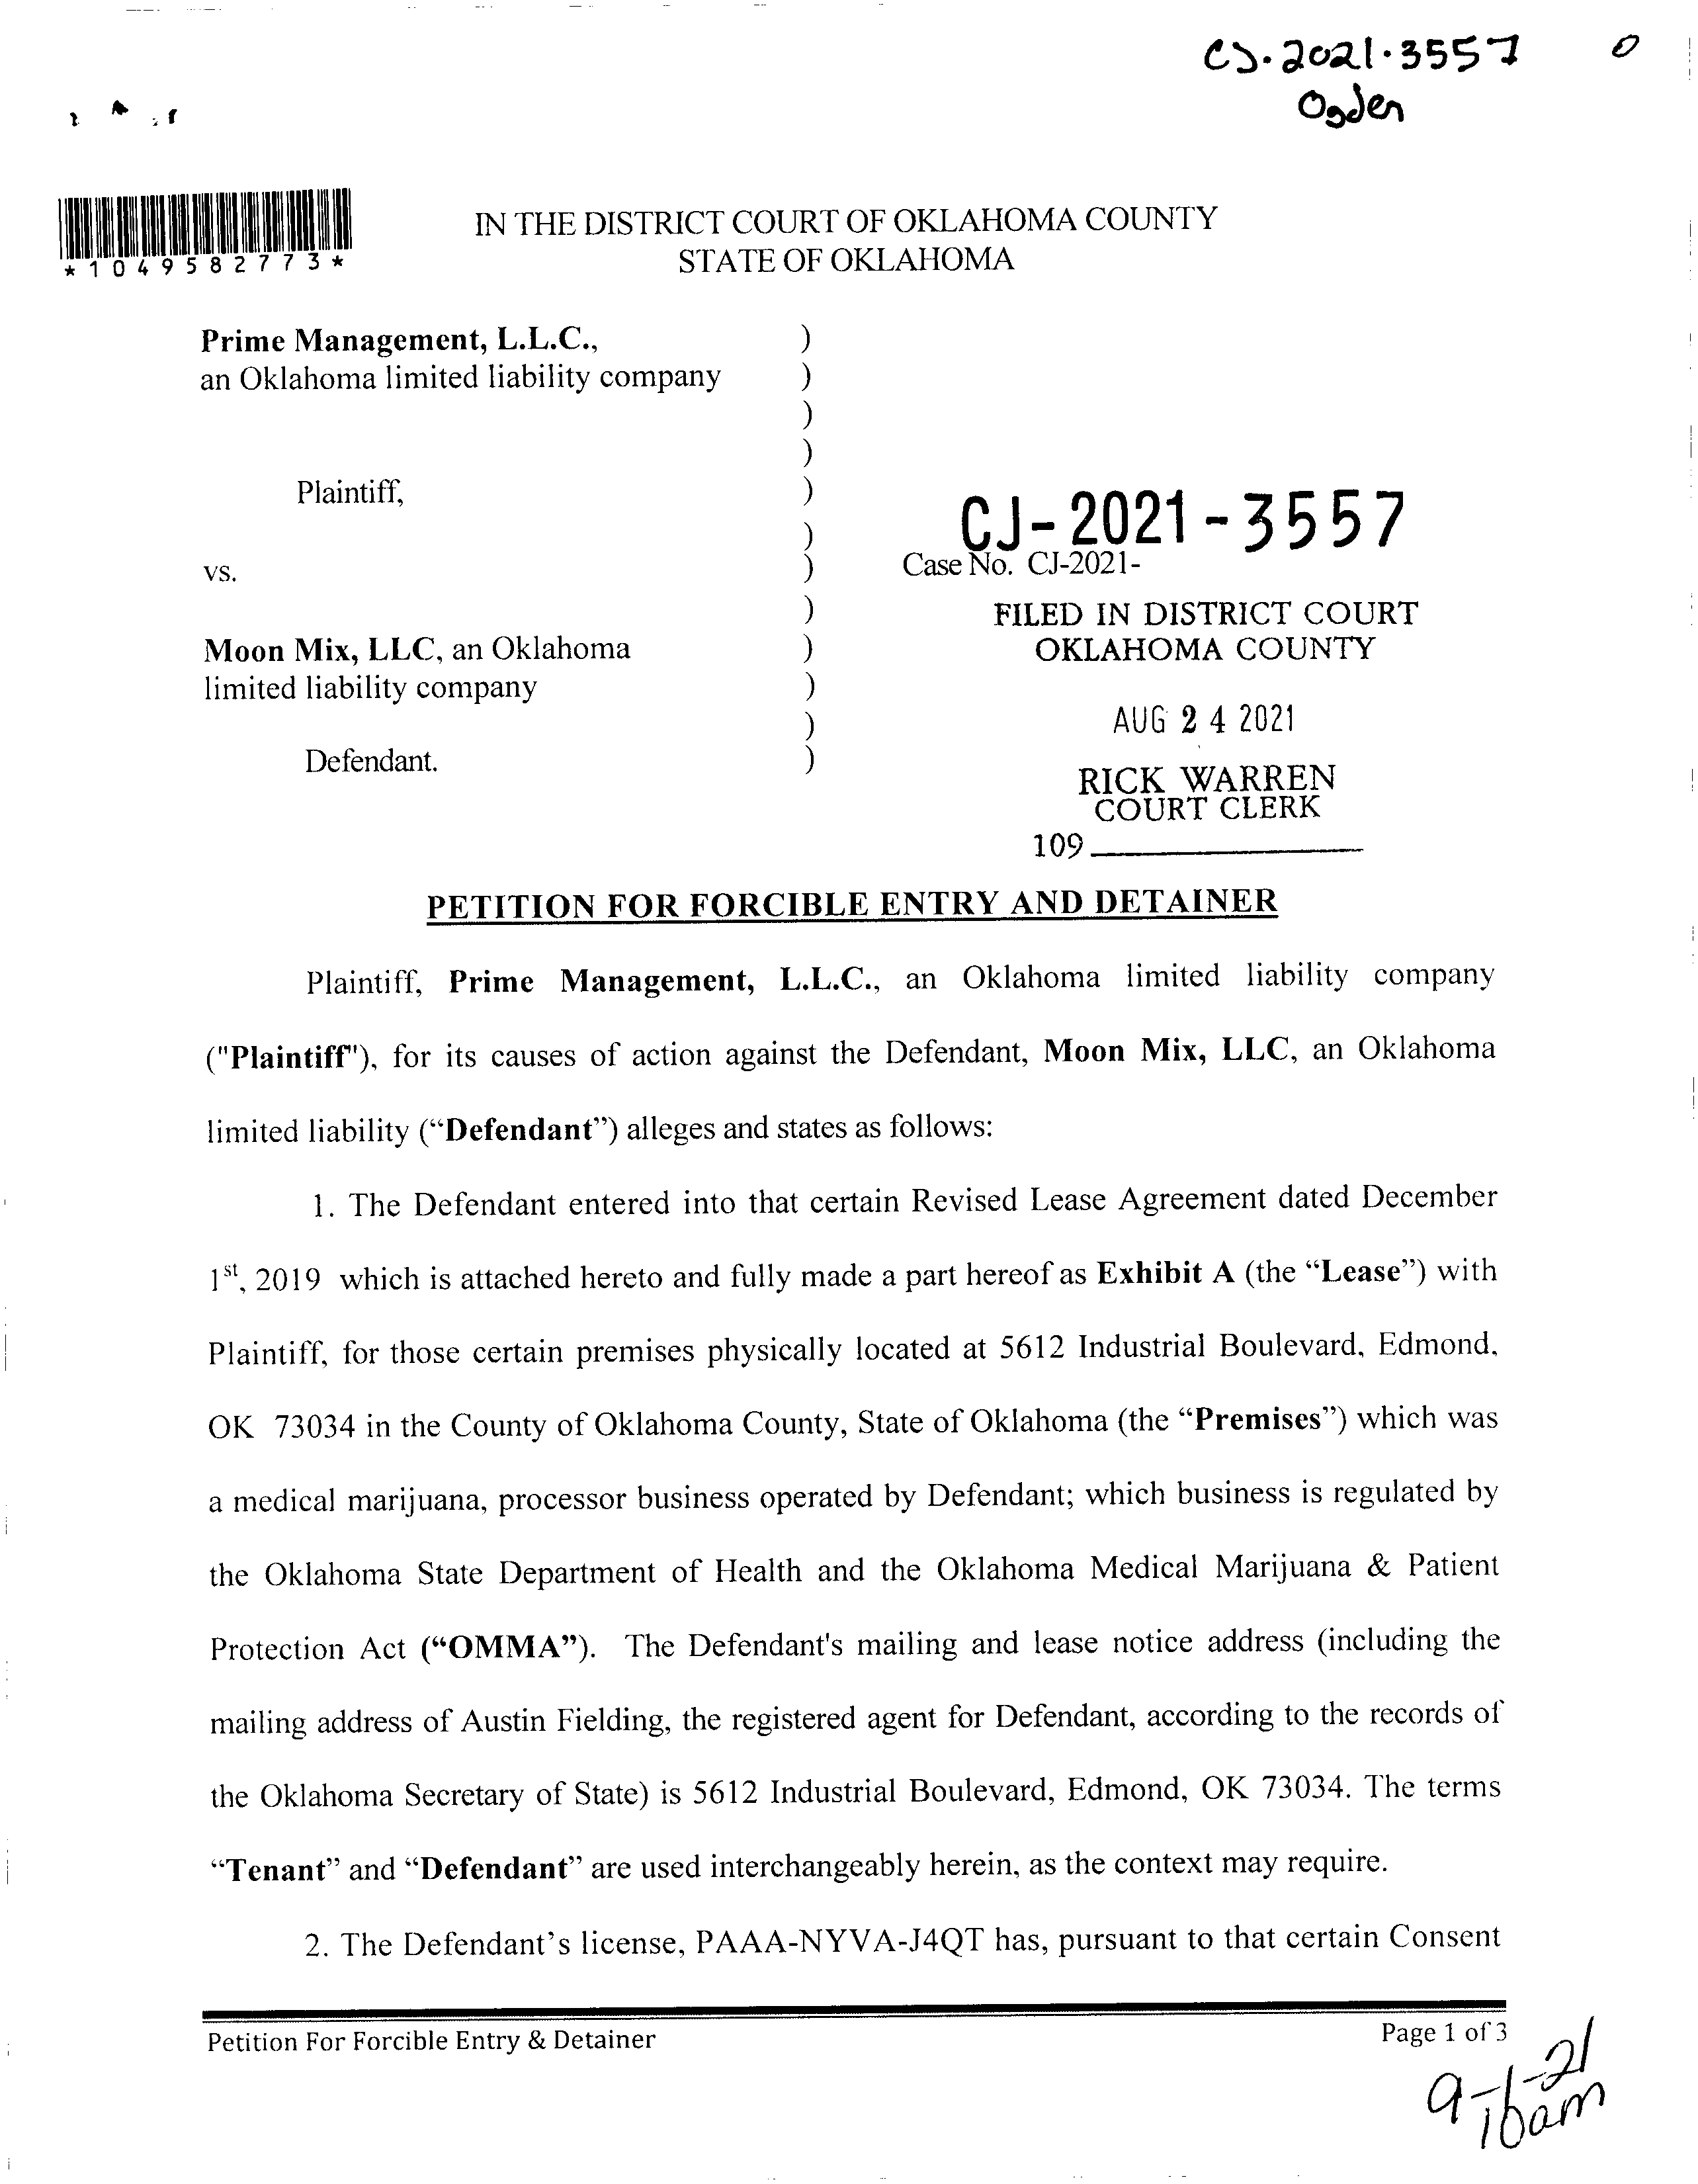 CJ-2021-3557
Ogden
*1049582773*
IN THE DISTRICT COURT OF OKLAHOMA COUNTY
STATE OF OKLAHOMA
Prime Management, L.L.C., )
an Oklahoma limited liability company )
)
)
Plaintiff, )
)
CJ-2021-3557
vs. ) Case No. CJ-2021-
)
FILED IN DISTRICT COURT
Moon Mix, LLC, an Oklahoma )
OKLAHOMA COUNTY
limited liability company )
)
AUG 24 2021
Defendant. )
RICK WARREN
COURT CLERK
109
PETITION FOR FORCIBLE ENTRY AND DETAINER
Plaintiff, Prime Management, L.L.C., an Oklahoma limited liability company
("Plaintiff"), for its causes of action against the Defendant, Moon Mix, LLC, an Oklahoma
limited liability (“Defendant”) alleges and states as follows:
1. The Defendant entered into that certain Revised Lease Agreement dated December
1st, 2019 which is attached hereto and fully made a part hereof as Exhibit A (the “Lease”) with
Plaintiff, for those certain premises physically located at 5612 Industrial Boulevard, Edmond,
OK 73034 in the County of Oklahoma County, State of Oklahoma (the “Premises”) which was
a medical marijuana, processor business operated by Defendant; which business is regulated by
the Oklahoma State Department of Health and the Oklahoma Medical Marijuana & Patient
Protection Act (“OMMA”). The Defendant's mailing and lease notice address (including the
mailing address of Austin Fielding, the registered agent for Defendant, according to the records of
the Oklahoma Secretary of State) is 5612 Industrial Boulevard, Edmond, OK 73034. The terms
“Tenant” and “Defendant” are used interchangeably herein, as the context may require.
2. The Defendant’s license, PAAA-NYVA-J4QT has, pursuant to that certain Consent
Petition For Forcible Entry & Detainer
Page 1 of 3
9-1-21
10am